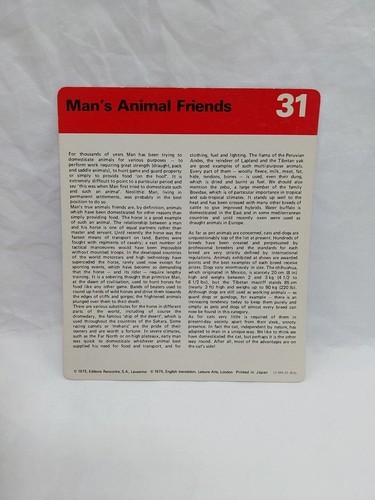 Man's Animal Friends
31
For thousands of years Man has been trying to
domesticate animals for various purposes – to
perform work requiring great strength (draught, pack
and saddle animals), to hunt game and guard property
or simply to provide food 'on the hoof'. It is
extremely difficult to point to a particular period and
say 'this was when Man first tried to domesticate such
and such an animal'. Neolithic Man, living in
permanent settlements, was probably in the best
position to do so.
Man's true animal friends are, by definition, animals
which have been domesticated for other reasons than
simply providing food. The horse is a good example
of such an animal. The relationship between a man
and his horse is one of equal partners rather than
master and servant. Until recently the horse was the
fastest means of transport on land. Battles were
fought with regiments of cavalry; a vast number of
tactical manoeuvres would have been impossible
without mounted troops. In the developed countries
of the world motorcars and high technology have
superseded the horse, rarely used now except for
sporting events, which have become so demanding
that the horse – and its rider – require lengthy
training. It is a sobering thought that primitive Man,
at the dawn of civilisation, used to hunt horses for
food like any other game. Bands of beaters used to
round up herds of wild horses and drive them towards
the edges of cliffs and gorges; the frightened animals
plunged over them to their death.
There are various substitutes for the horse in different
parts of the world, including of course the
dromedary, the famous 'ship of the desert', which is
used throughout the countries of the Sahara. Some
racing camels or 'meharis' are the pride of their
owners and are worth a fortune. In severe climates,
such as the Far North or on high plateaux, early man
was quick to domesticate whichever animal best
supplied his need for food and transport, and for
clothing, fuel and lighting. The llama of the Peruvian
Andes, the reindeer of Lapland and the Tibetan yak
are good examples of such multi-purpose animals.
Every part of them – woolly fleece, milk, meat, fat,
hide, tendons, bones – is used, even their dung,
which is dried and burnt as fuel. We should also
mention the zebu, a large member of the family
Bovidae, which is of particular importance in tropical
and sub-tropical climates. It stands up well to the
heat and has been crossed with many other breeds of
cattle to give improved hybrids. Water buffalo is
domesticated in the East and in some mediterranean
countries and until recently oxen were used as
draught animals in Europe.
As far as pet animals are concerned, cats and dogs are
unquestionably top of the list at present. Hundreds of
breeds have been created and perpetuated by
professional breeders and the standards for each
breed are very strictly defined by international
regulations. Animals exhibited at shows are awarded
points and the best examples of each breed receive
prizes. Dogs vary enormously in size. The chihuahua,
which originated in Mexico, is scarcely 20 cm (8 in)
high and weighs between 2 and 3 kg (4 1/2 to
6 1/2 lb), but the Tibetan mastiff stands 65 cm
(nearly 2 ft) high and weighs up to 90 kg (220 lb).
Although dogs are still used as working animals – as
guard dogs or gundogs, for example – there is an
increasing tendency today to keep them purely and
simply as pets and dogs of almost every breed can
now be found in this category.
As for cats very little is required of them in
present-day society apart from their sleek, snooty
presence. In fact the cat, independent by nature, has
adapted to man in a unique way. We like to think we
have domesticated the cat, but perhaps it is the other
way round. After all, most of the advantages are on
the cat's side!
© 1975, Editions Rencontre, S.A., Lausanne
© 1975, English translation, Leisure Arts, London
Printed in Japan